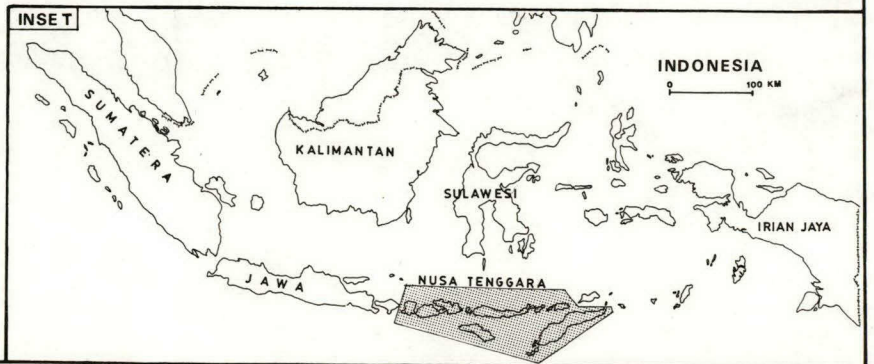 INSET
INDONESIA
0 100 KM
SUMATERA
KALIMANTAN
SULAWESI
IRIAN JAYA
JAWA
NUSA TENGGARA